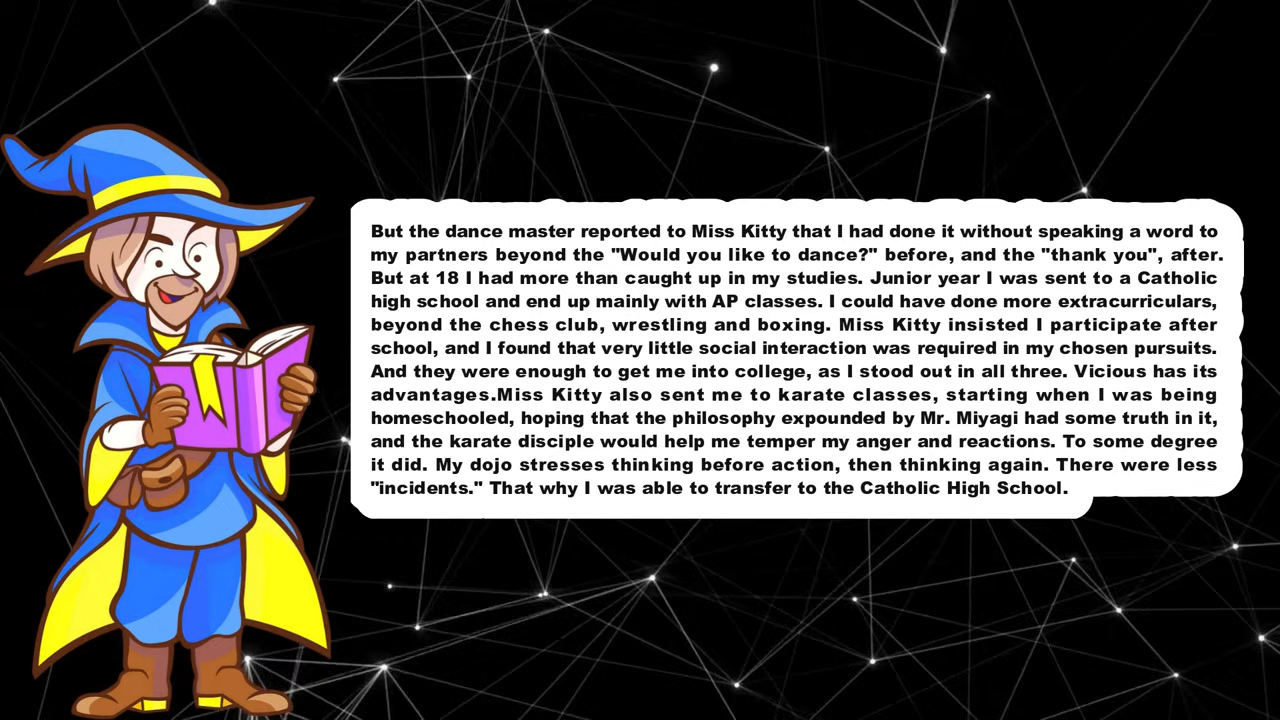 But the dance master reported to Miss Kitty that I had done it without speaking a word to
my partners beyond the "Would you like to dance?" before, and the "thank you", after.
But at 18 I had more than caught up in my studies. Junior year I was sent to a Catholic
high school and end up mainly with AP classes. I could have done more extracurriculars,
beyond the chess club, wrestling and boxing. Miss Kitty insisted I participate after
school, and I found that very little social interaction was required in my chosen pursuits.
And they were enough to get me into college, as I stood out in all three. Vicious has its
advantages.Miss Kitty also sent me to karate classes, starting when I was being
homeschooled, hoping that the philosophy expounded by Mr. Miyagi had some truth in it,
and the karate disciple would help me temper my anger and reactions. To some degree
it did. My dojo stresses thinking before action, then thinking again. There were less
"incidents." That why I was able to transfer to the Catholic High School.